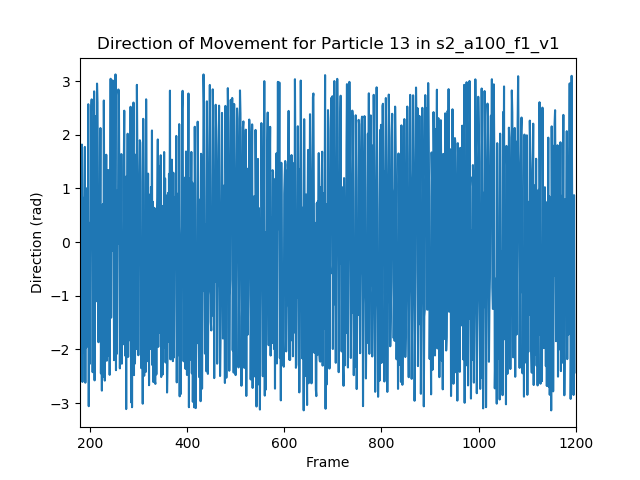 Direction of Movement for Particle 13 in s2_a100_f1_v1
3
2
1
0
−1
−2
−3
Direction (rad)
200 400 600 800 1000 1200
Frame